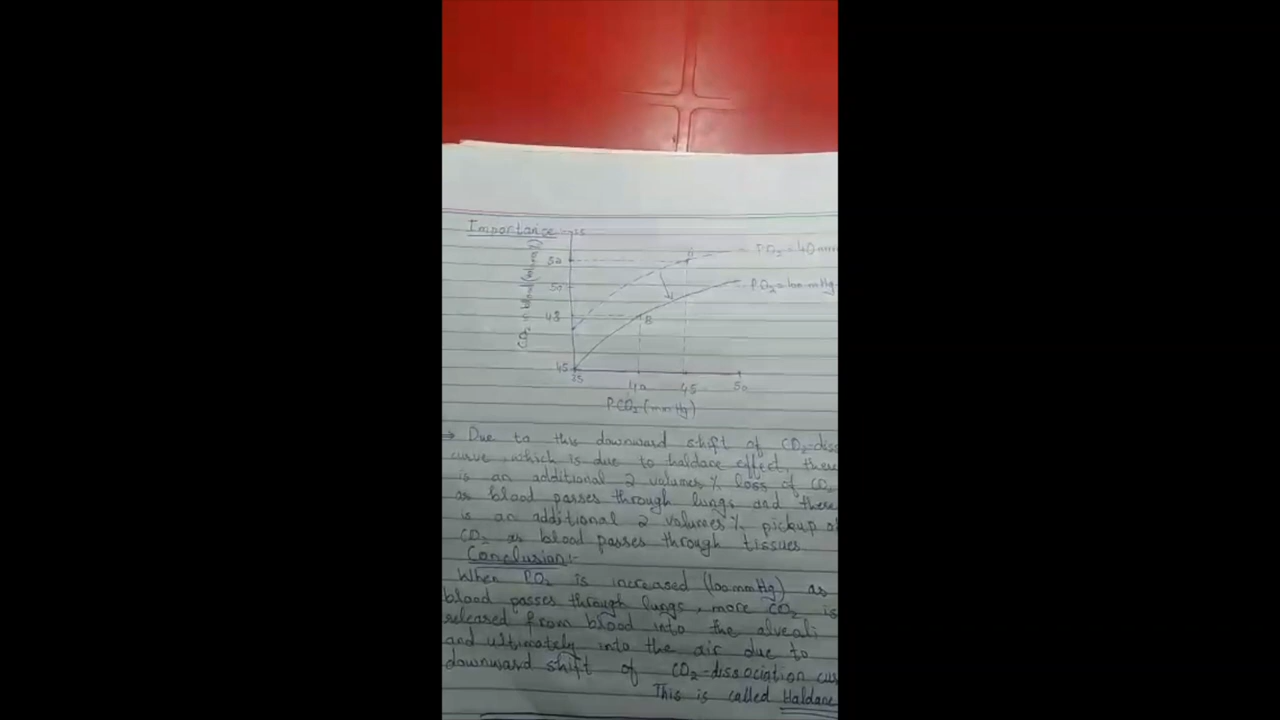 Importance
55
52
50
48
45
35
40
45
50
A
B
PO₂ = 40 mm
PO₂ = 100 mmHg
PCO₂ (mmHg)
⇒ Due to this downward shift of CO₂-diss
curve, which is due to haldane effect, there
is an additional 2 volumes % loss of CO₂
as blood passes through lungs and there
is an additional 2 volumes % pickup of
CO₂ as blood passes through tissues
Conclusion:-
When PO₂ is increased (100 mmHg) as
blood passes through lungs, more CO₂ is
released from blood into the alveoli
and ultimately into the air due to
downward shift of CO₂-dissociation cur
This is called Haldane